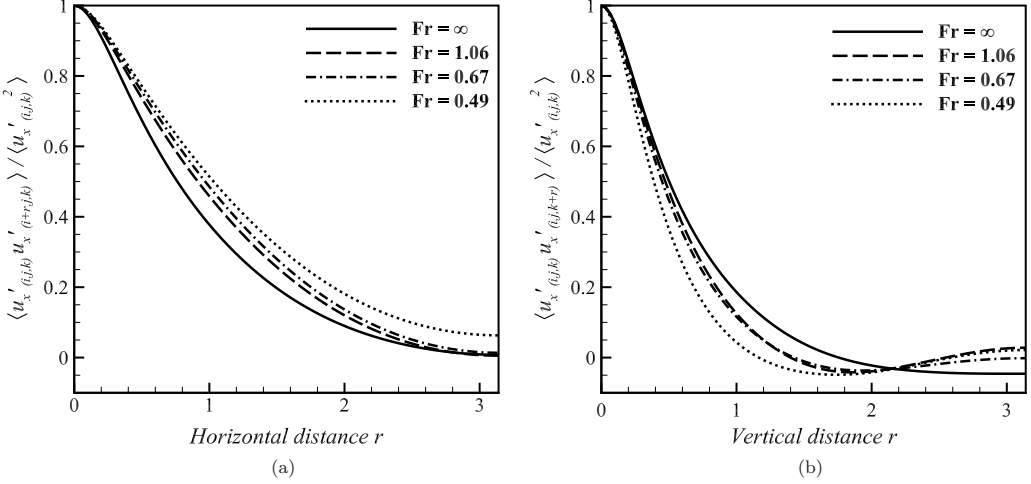 ⟨u'x (i,j,k) u'x (i+r,j,k)⟩ / ⟨u'x (i,j,k)²⟩
1
0.8
0.6
0.4
0.2
0
0 1 2 3
Fr = ∞
Fr = 1.06
Fr = 0.67
Fr = 0.49
Horizontal distance r
(a)
⟨u'x (i,j,k) u'x (i,j,k+r)⟩ / ⟨u'x (i,j,k)²⟩
1
0.8
0.6
0.4
0.2
0
0 1 2 3
Fr = ∞
Fr = 1.06
Fr = 0.67
Fr = 0.49
Vertical distance r
(b)